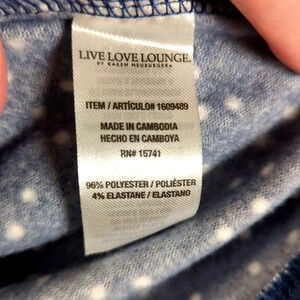 LIVE LOVE LOUNGE.
BY KAREN NEUBURGER®
ITEM / ARTÍCULO# 1609489
MADE IN CAMBODIA
HECHO EN CAMBOYA
RN# 15741
96% POLYESTER / POLIÉSTER
4% ELASTANE / ELASTANO